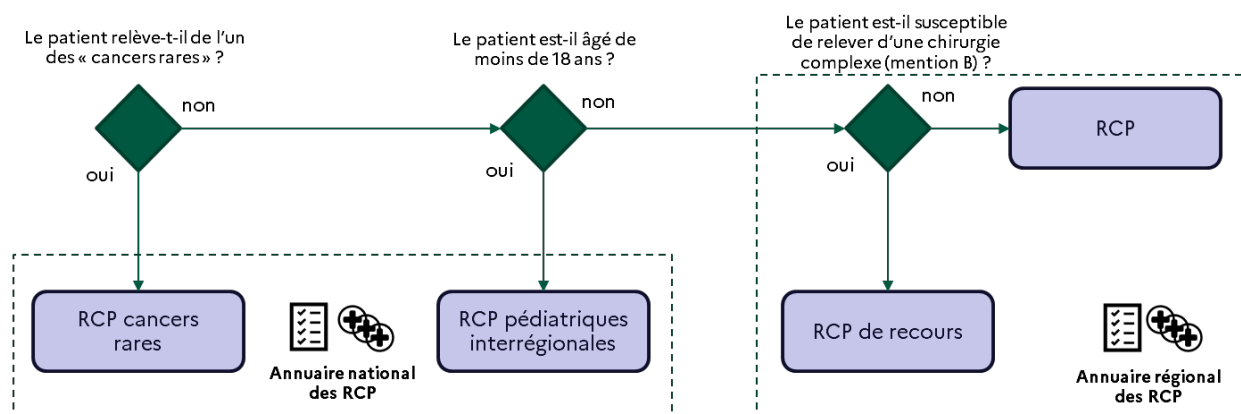 Le patient relève-t-il de l’un
des « cancers rares » ?
Le patient est-il âgé de
moins de 18 ans ?
Le patient est-il susceptible
de relever d’une chirurgie
complexe (mention B) ?
non
non
non
RCP
oui
oui
oui
RCP cancers
rares
Annuaire national
des RCP
RCP pédiatriques
interrégionales
RCP de recours
Annuaire régional
des RCP